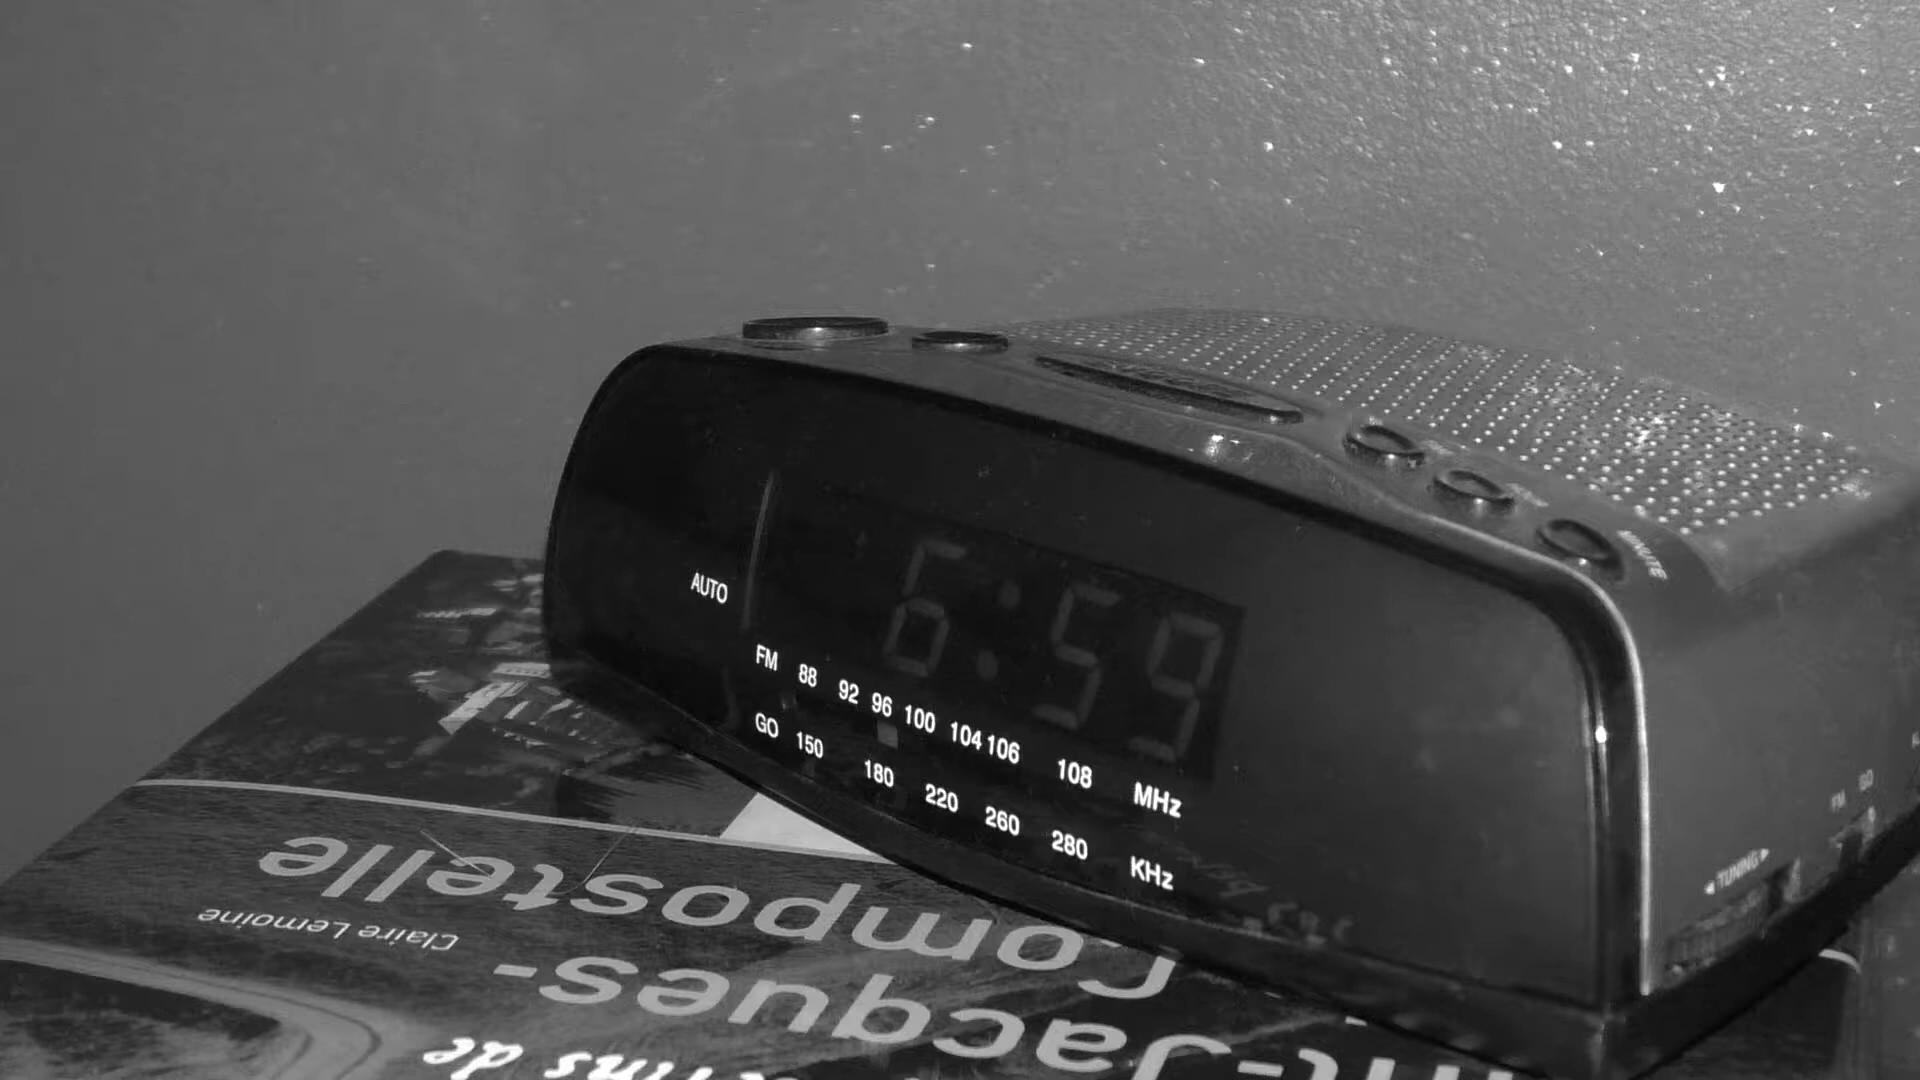 MINUTE
6:59
AUTO
FM 88 92 96 100 104 106 108 MHz
GO 150 180 220 260 280 KHz
FM GO
TUNING
Compostelle
Claire Lemoine
Jacques-
de